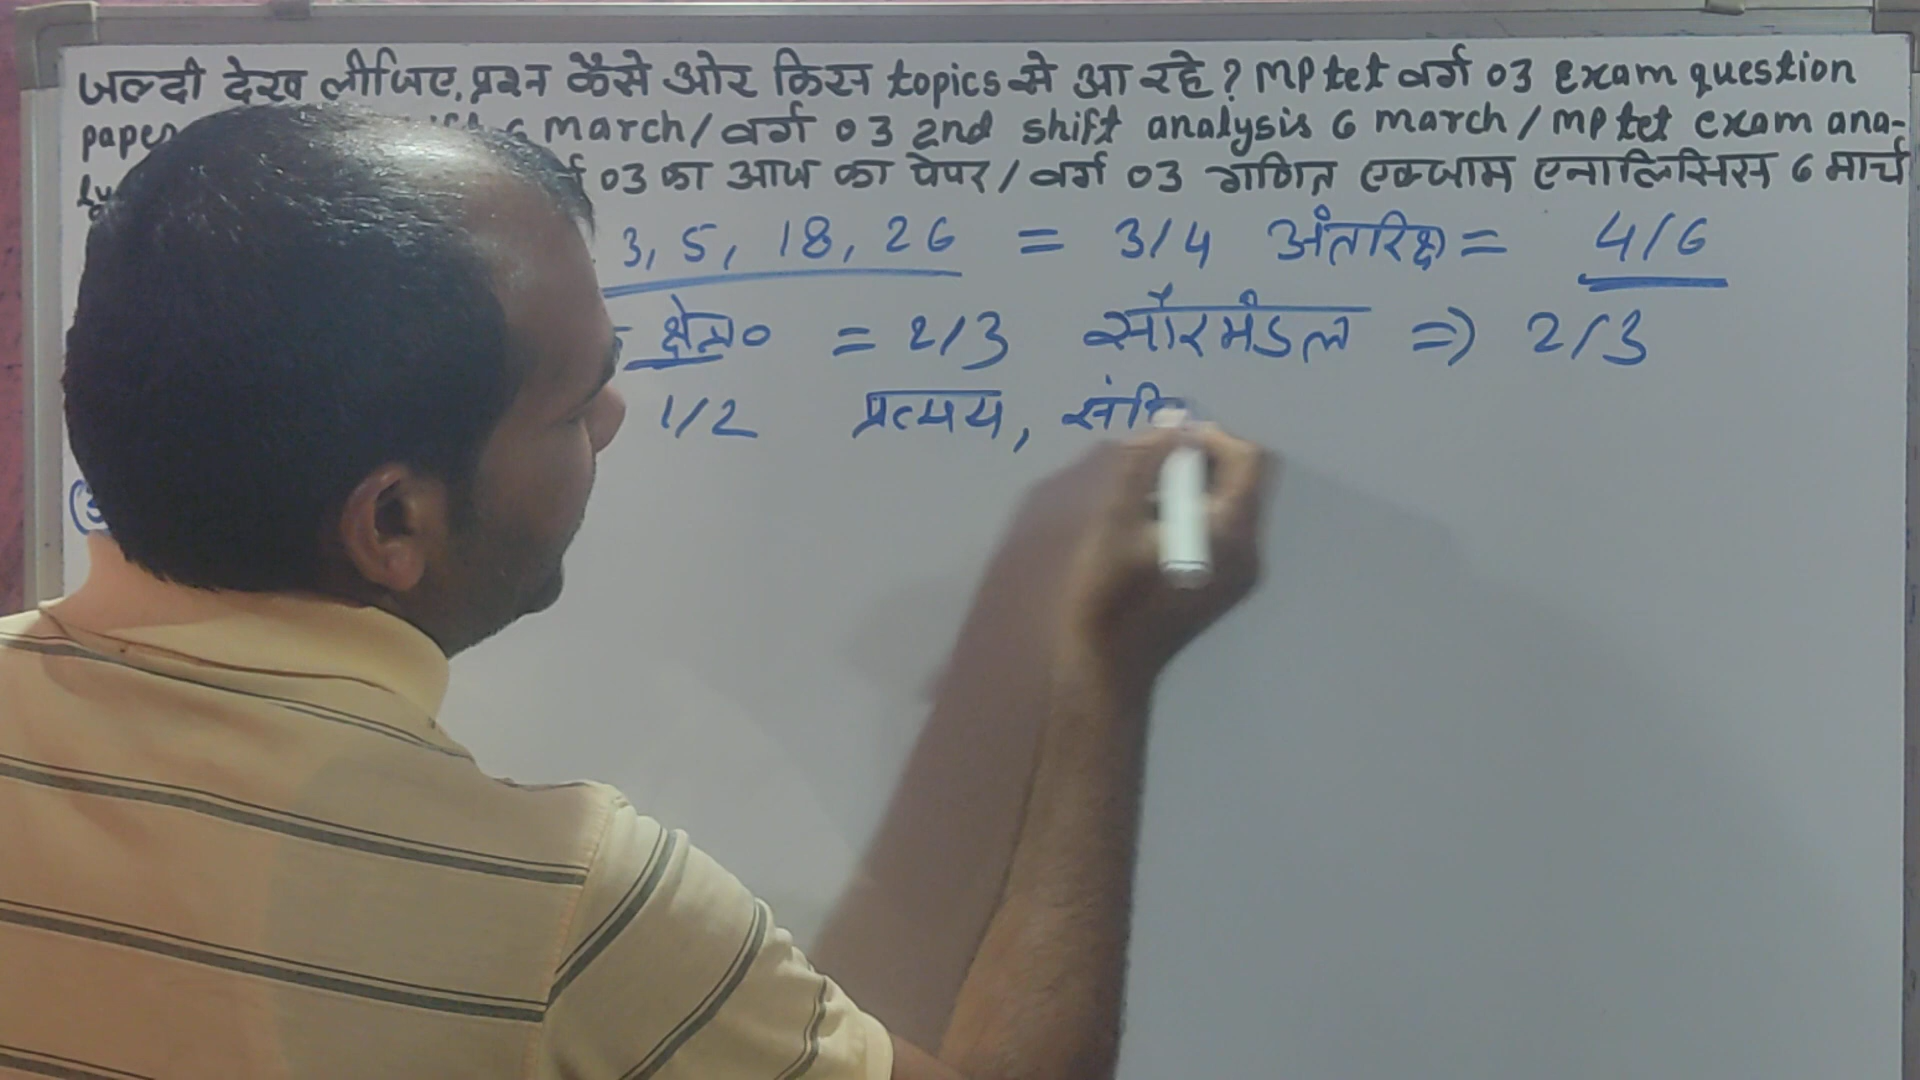 जल्दी देख लीजिए, प्रश्न कैसे ओर किस topics से आ रहे? MP tet वर्ग 03 Exam question
paper 6 march/वर्ग 03 2nd shift analysis 6 march/mp tet exam ana-
03 का आज का पेपर/वर्ग 03 गणित एक्जाम एनालिसिस 6 मार्च
3, 5, 18, 26 = 3/4 अंतरिक्ष = 4/6
क्षेत्र० = 2/3 सौरमंडल => 2/3
1/2 प्रत्यय,
(3